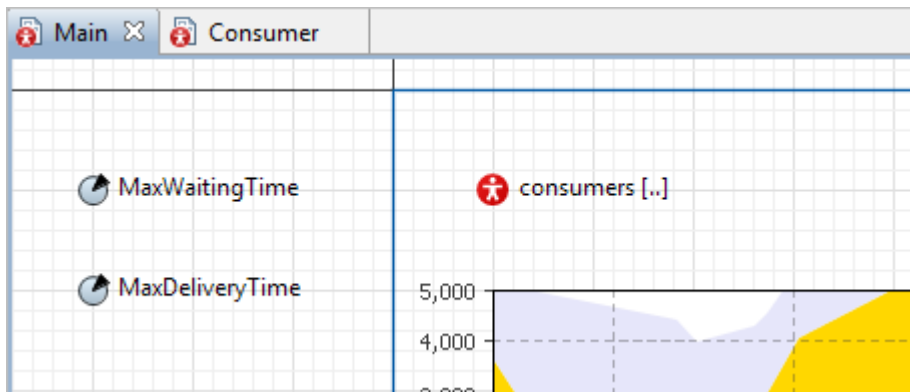 Main
Consumer
MaxWaitingTime
consumers [..]
MaxDeliveryTime
5,000
4,000